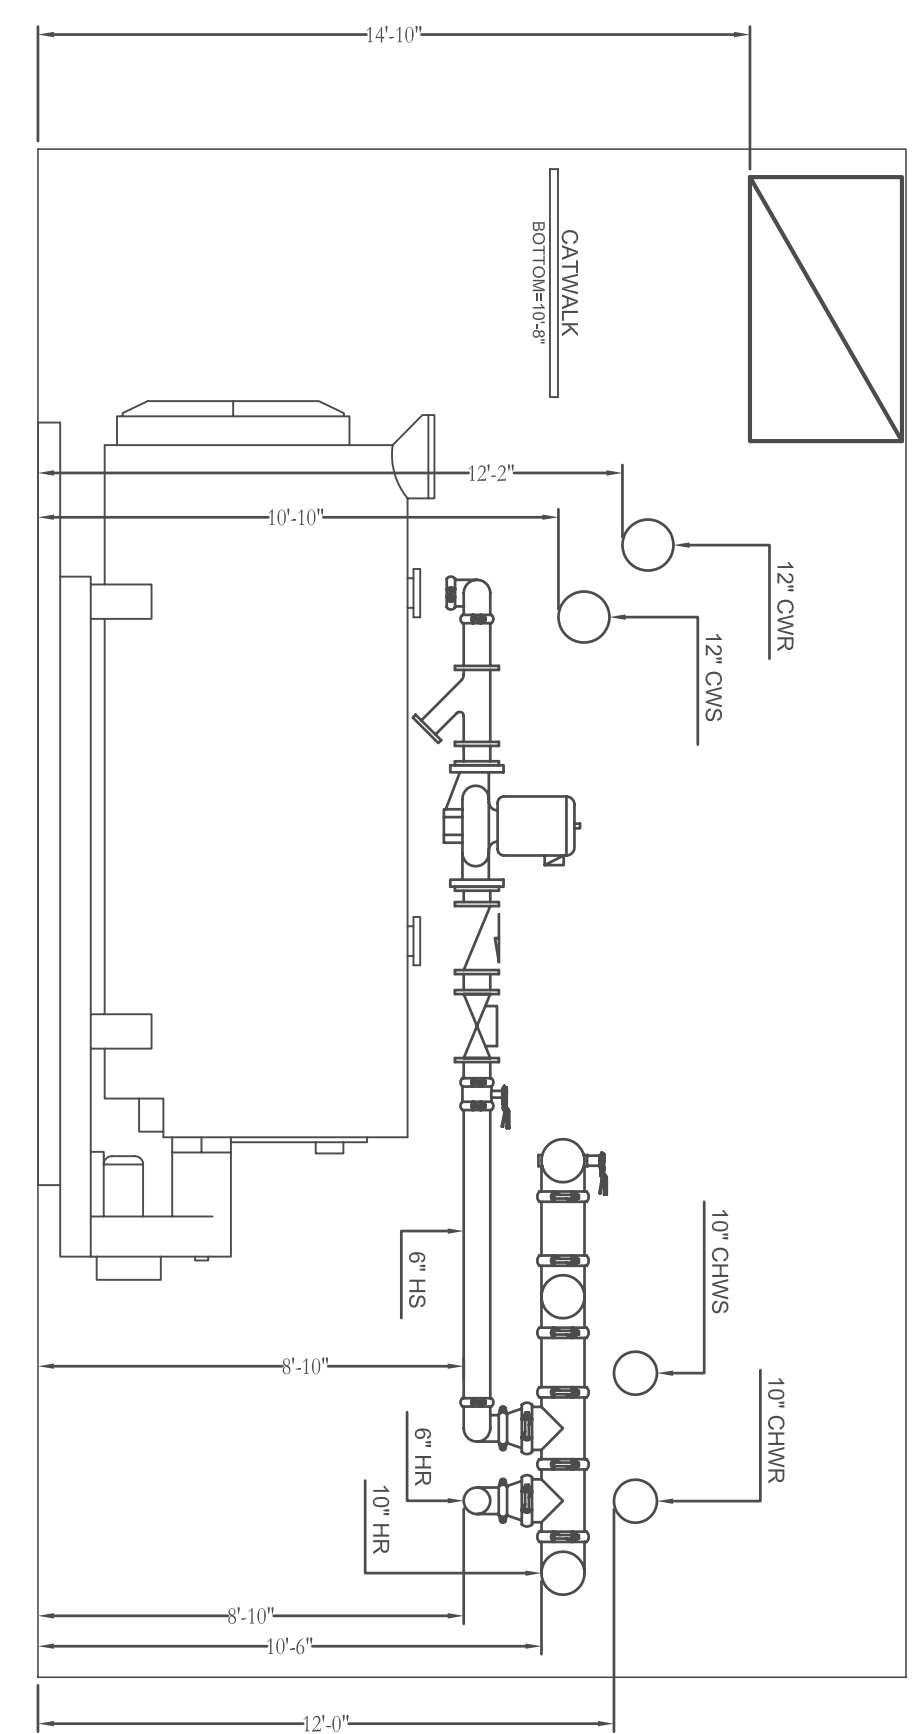 14'-10"
CATWALK
BOTTOM=10'-8"
12'-2"
10'-10"
12" CWR
12" CWS
10" CHWS
6" HS
8'-10"
10" CHWR
6" HR
10" HR
8'-10"
10'-6"
12'-0"